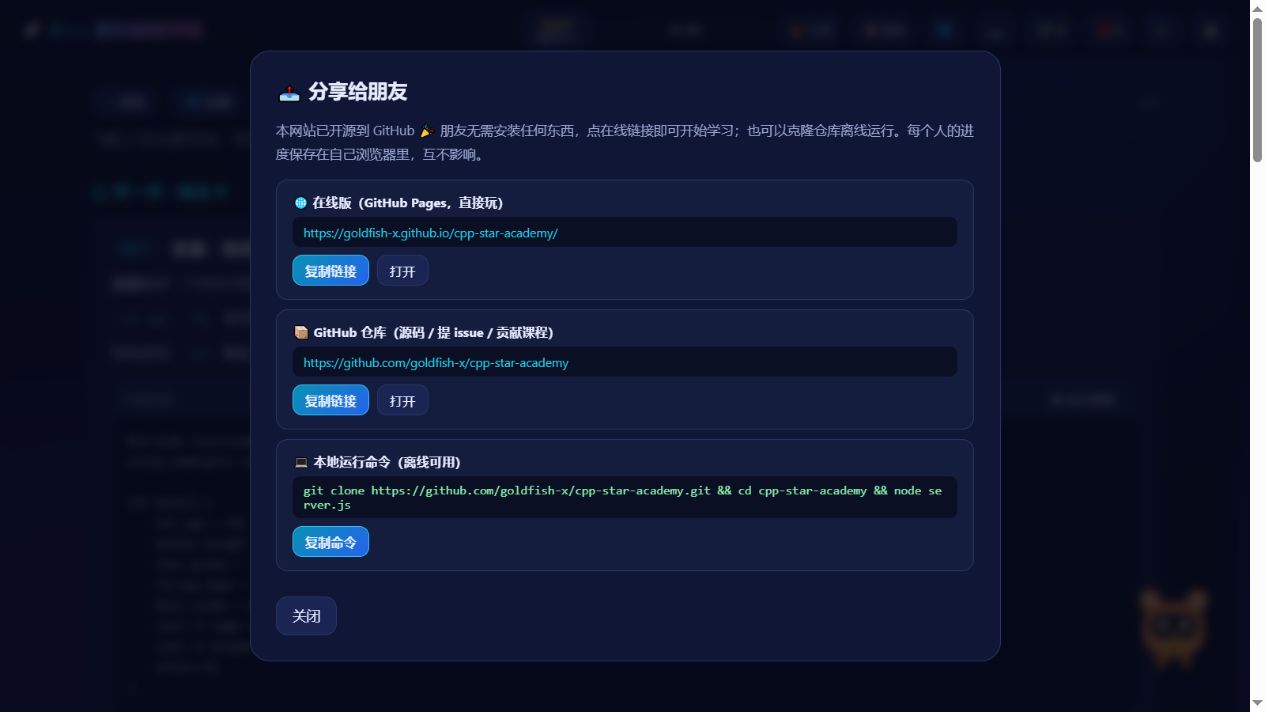 分享给朋友
本网站已开源到 GitHub 🎉 朋友无需安装任何东西，点在线链接即可开始学习；也可以克隆仓库离线运行。每个人的进
度保存在自己浏览器里，互不影响。
在线版（GitHub Pages，直接玩）
https://goldfish-x.github.io/cpp-star-academy/
复制链接 打开
GitHub 仓库（源码 / 提 issue / 贡献课程）
https://github.com/goldfish-x/cpp-star-academy
复制链接 打开
本地运行命令（离线可用）
git clone https://github.com/goldfish-x/cpp-star-academy.git && cd cpp-star-academy && node se
rver.js
复制命令
关闭